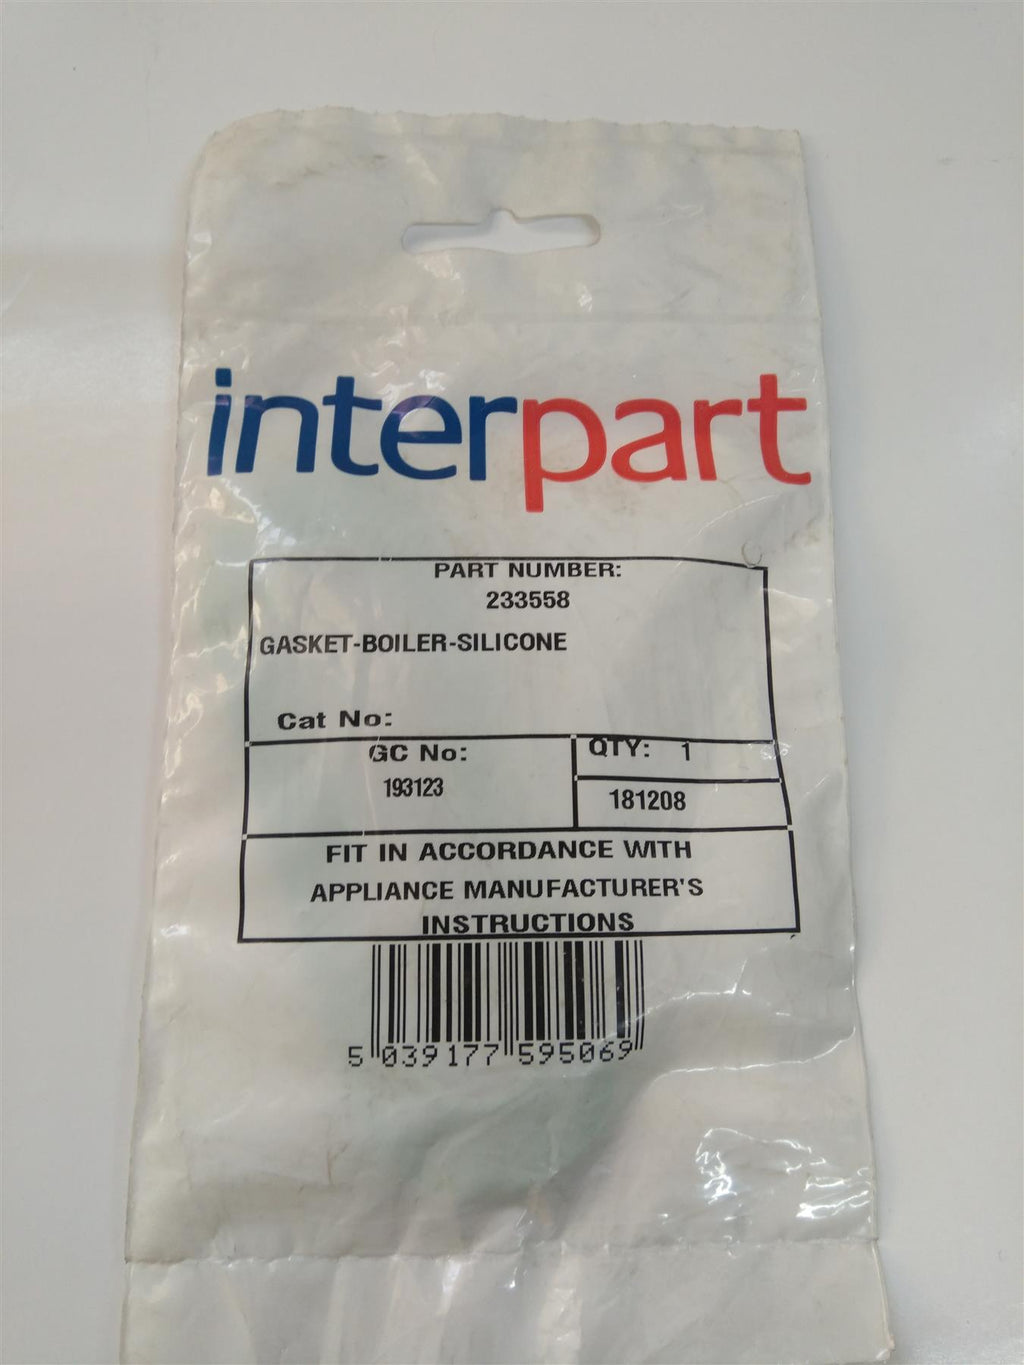 interpart
PART NUMBER:
233558
GASKET-BOILER-SILICONE
Cat No:
GC No:
193123
QTY: 1
181208
FIT IN ACCORDANCE WITH
APPLIANCE MANUFACTURER'S
INSTRUCTIONS
5 039177 595069